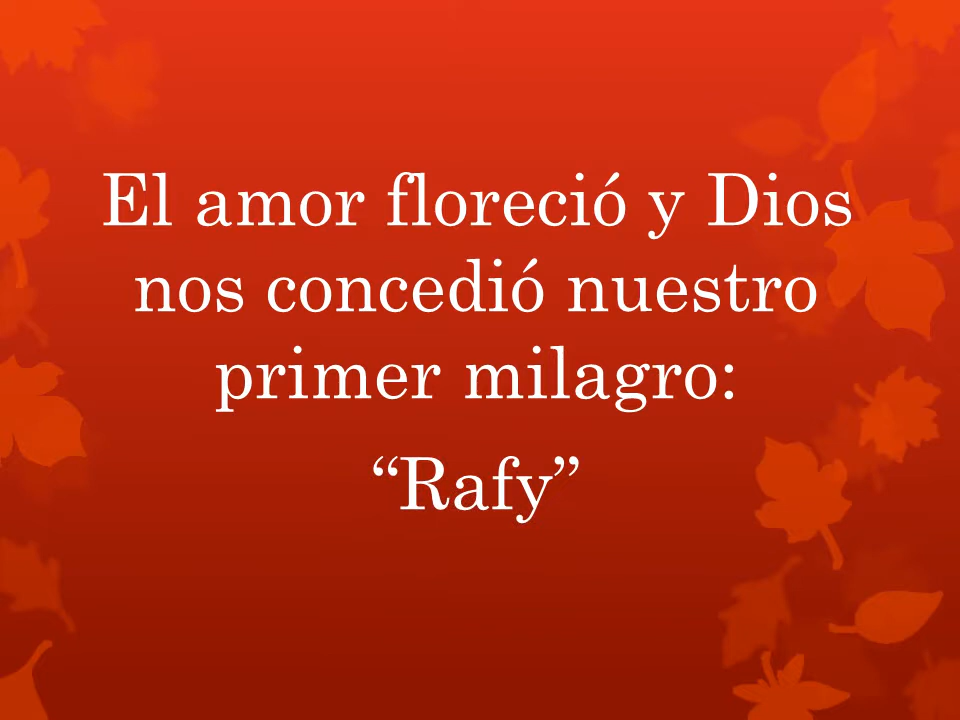 El amor floreció y Dios
nos concedió nuestro
primer milagro:
“Rafy”